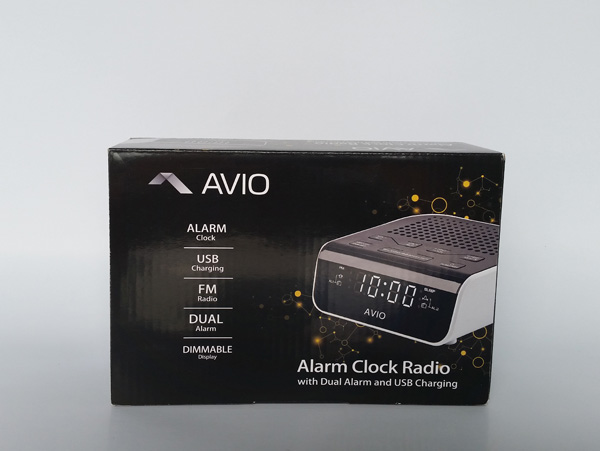 AVIO
ALARM
Clock
USB
Charging
FM
Radio
DUAL
Alarm
DIMMABLE
Display
SLEEP
10:00
AVIO
Alarm Clock Radio
with Dual Alarm and USB Charging